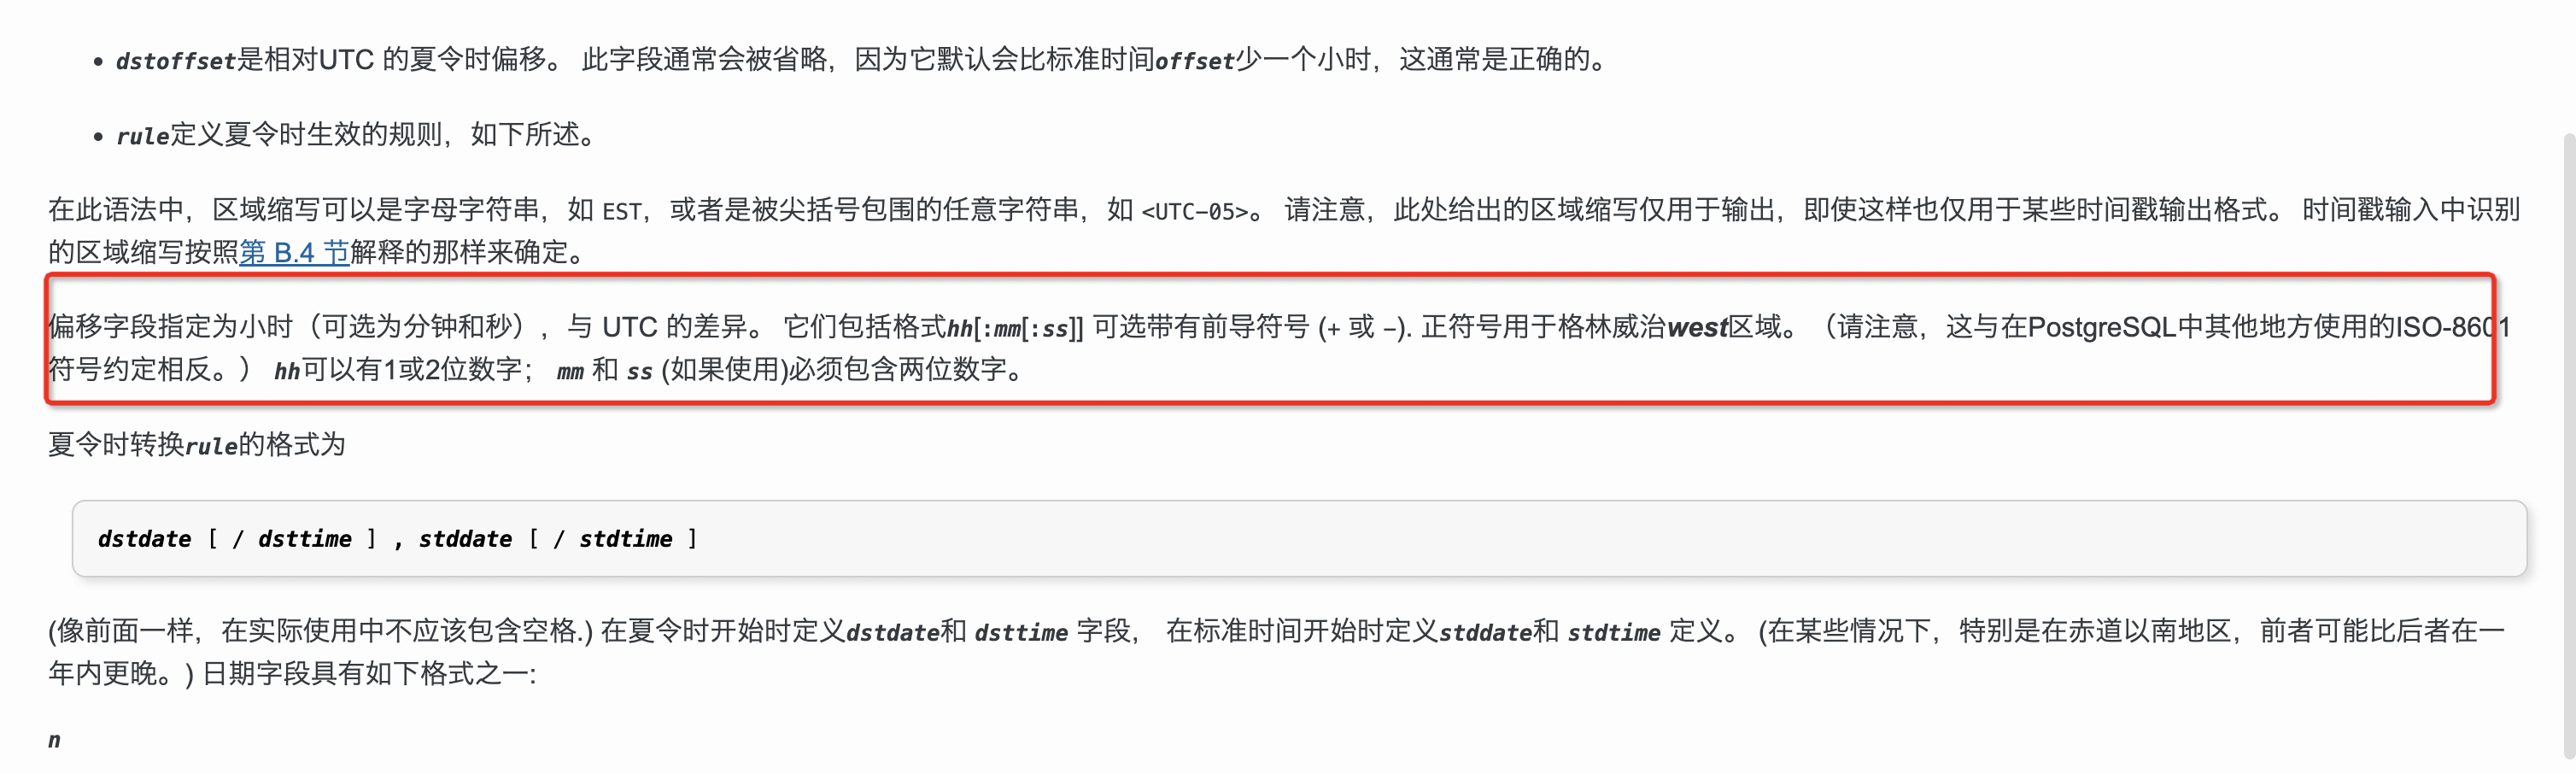 • dstoffset是相对UTC 的夏令时偏移。 此字段通常会被省略，因为它默认会比标准时间offset少一个小时，这通常是正确的。
• rule定义夏令时生效的规则，如下所述。
在此语法中，区域缩写可以是字母字符串，如 EST，或者是被尖括号包围的任意字符串，如 <UTC-05>。 请注意，此处给出的区域缩写仅用于输出，即使这样也仅用于某些时间戳输出格式。 时间戳输入中识别
的区域缩写按照第 B.4 节解释的那样来确定。
偏移字段指定为小时（可选为分钟和秒），与 UTC 的差异。 它们包括格式hh[:mm[:ss]] 可选带有前导符号 (+ 或 -). 正符号用于格林威治west区域。（请注意，这与在PostgreSQL中其他地方使用的ISO-8601
符号约定相反。） hh可以有1或2位数字； mm 和 ss (如果使用)必须包含两位数字。
夏令时转换rule的格式为
dstdate [ / dsttime ] , stddate [ / stdtime ]
(像前面一样，在实际使用中不应该包含空格.) 在夏令时开始时定义dstdate和 dsttime 字段， 在标准时间开始时定义stddate和 stdtime 定义。 (在某些情况下，特别是在赤道以南地区，前者可能比后者在一
年内更晚。) 日期字段具有如下格式之一:
n